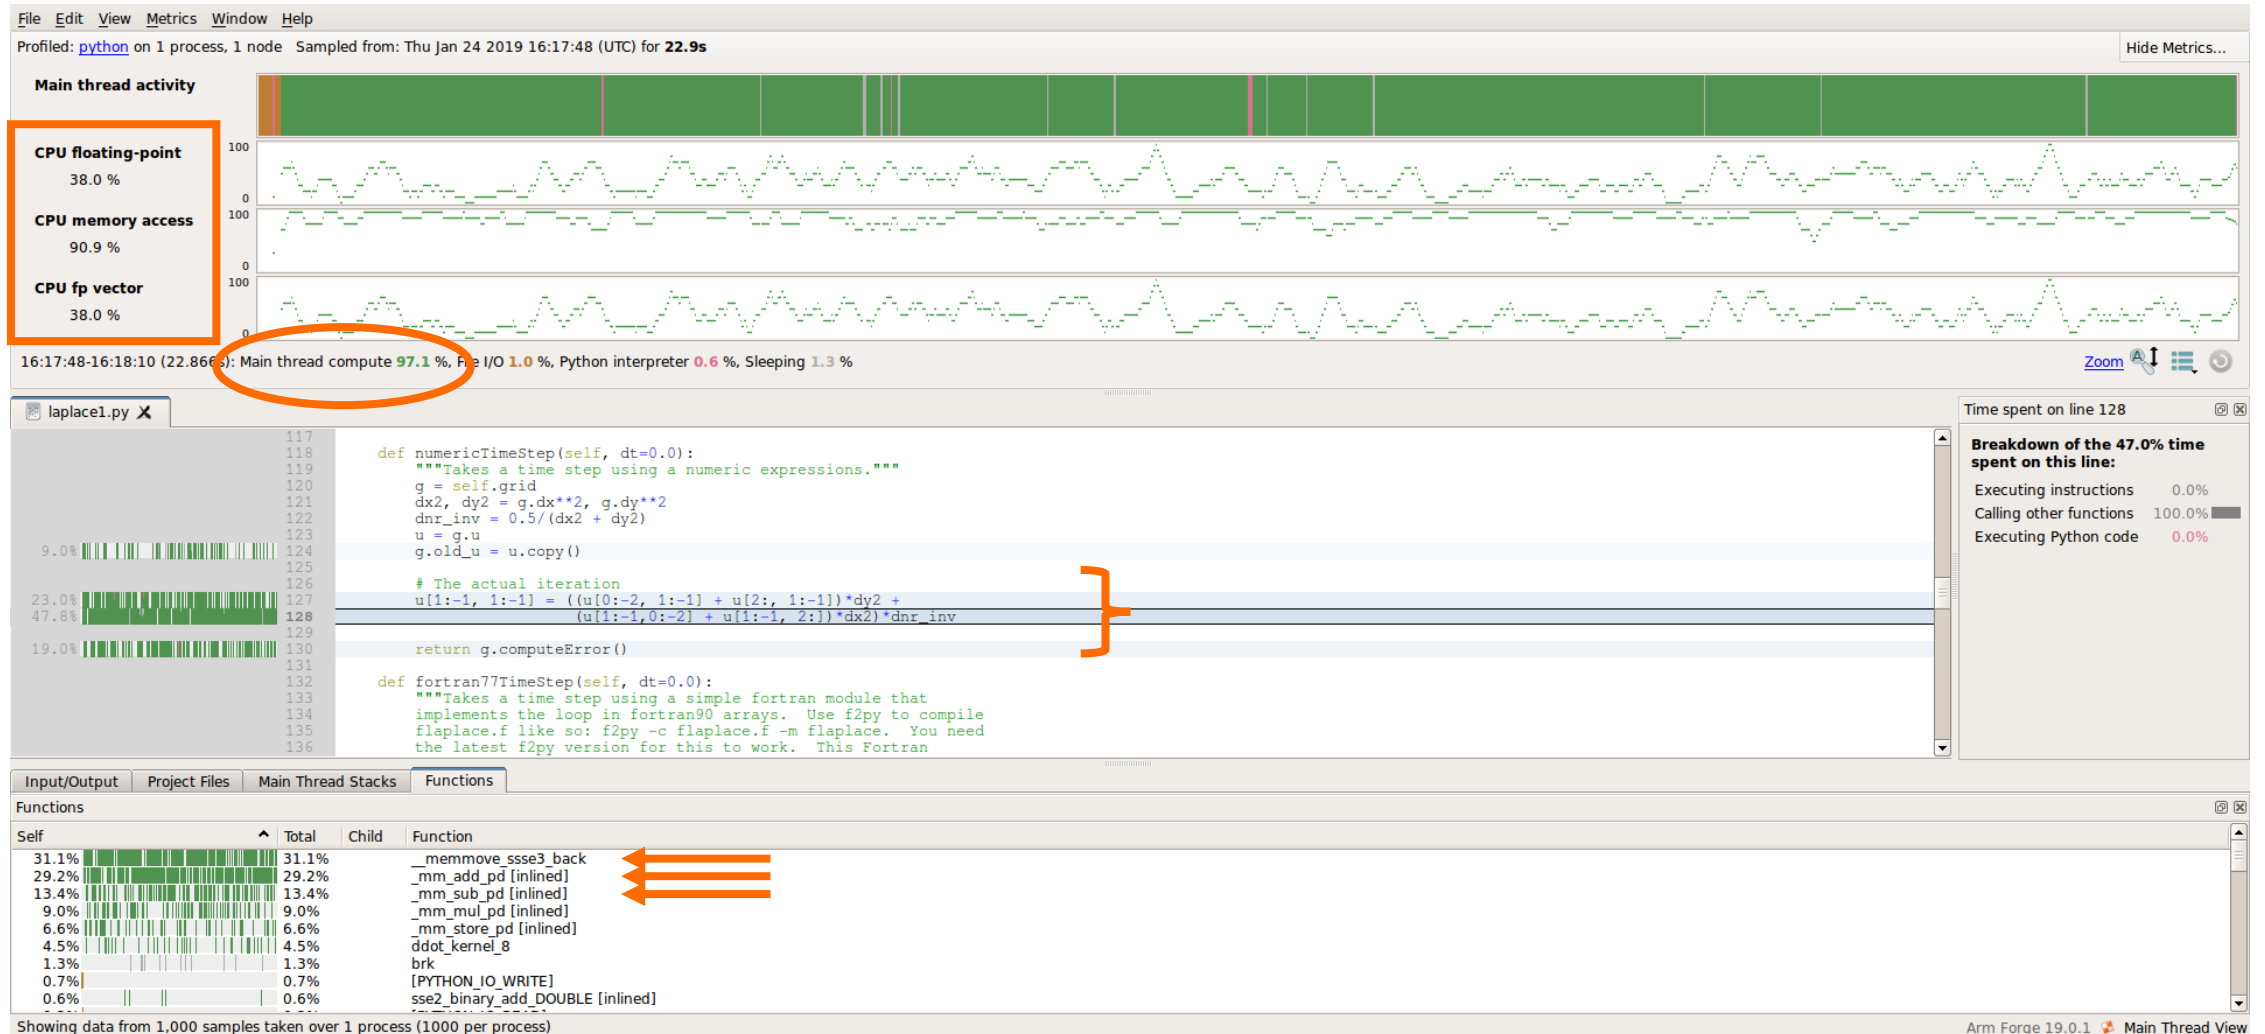 File Edit View Metrics Window Help
Profiled: python on 1 process, 1 node Sampled from: Thu Jan 24 2019 16:17:48 (UTC) for 22.9s
Hide Metrics...
Main thread activity
CPU floating-point
38.0 %
100
0
CPU memory access
90.9 %
100
0
CPU fp vector
38.0 %
100
0
16:17:48-16:18:10 (22.866s): Main thread compute 97.1 %, File I/O 1.0 %, Python interpreter 0.6 %, Sleeping 1.3 %
Zoom
laplace1.py
117
118 def numericTimeStep(self, dt=0.0):
119 """Takes a time step using a numeric expressions."""
120 g = self.grid
121 dx2, dy2 = g.dx**2, g.dy**2
122 dnr_inv = 0.5/(dx2 + dy2)
123 u = g.u
9.0% 124 g.old_u = u.copy()
125
126 # The actual iteration
23.0% 127 u[1:-1, 1:-1] = ((u[0:-2, 1:-1] + u[2:, 1:-1])*dy2 +
47.8% 128 (u[1:-1,0:-2] + u[1:-1, 2:])*dx2)*dnr_inv
129
19.0% 130 return g.computeError()
131
132 def fortran77TimeStep(self, dt=0.0):
133 """Takes a time step using a simple fortran module that
134 implements the loop in fortran90 arrays. Use f2py to compile
135 flaplace.f like so: f2py -c flaplace.f -m flaplace. You need
136 the latest f2py version for this to work. This Fortran
Time spent on line 128
Breakdown of the 47.0% time
spent on this line:
Executing instructions 0.0%
Calling other functions 100.0%
Executing Python code 0.0%
Input/Output Project Files Main Thread Stacks Functions
Functions
Self Total Child Function
31.1% 31.1% __memmove_ssse3_back
29.2% 29.2% _mm_add_pd [inlined]
13.4% 13.4% _mm_sub_pd [inlined]
9.0% 9.0% _mm_mul_pd [inlined]
6.6% 6.6% _mm_store_pd [inlined]
4.5% 4.5% ddot_kernel_8
1.3% 1.3% brk
0.7% 0.7% [PYTHON_IO_WRITE]
0.6% 0.6% sse2_binary_add_DOUBLE [inlined]
Showing data from 1,000 samples taken over 1 process (1000 per process)
Arm Forge 19.0.1 Main Thread View